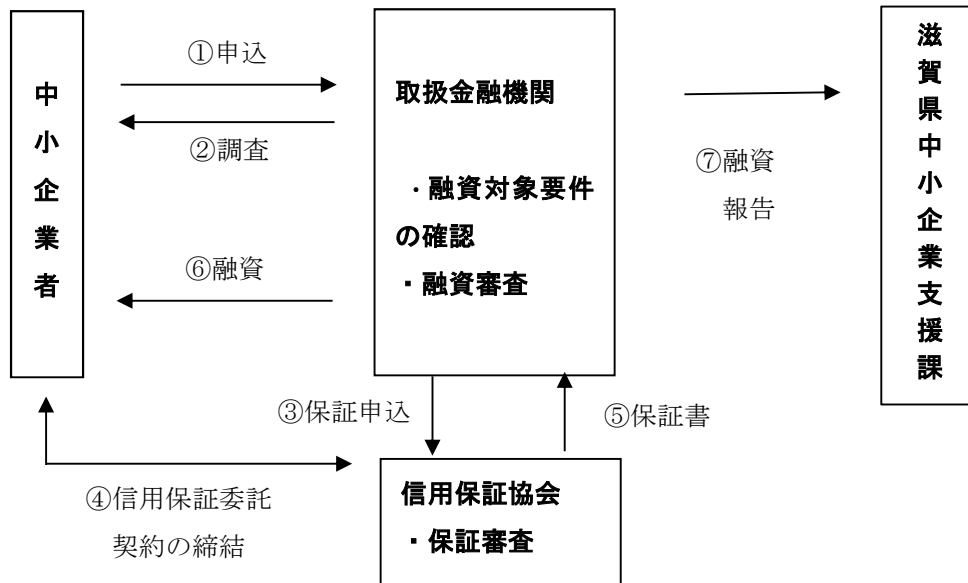 中小企業者
①申込
②調査
⑥融資
取扱金融機関
・融資対象要件
の確認
・融資審査
⑦融資
報告
滋賀県中小企業支援課
③保証申込
⑤保証書
④信用保証委託
契約の締結
信用保証協会
・保証審査